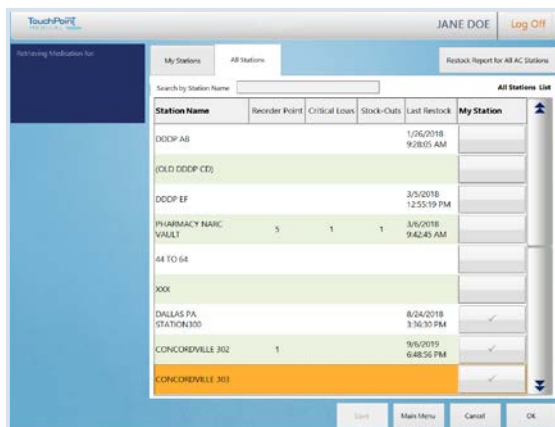 TouchPoint
JANE DOE
Log Off
Retrieving Medication for:
My Stations
All Stations
Restock Report for All AC Stations
Search by Station Name
All Stations List
Station Name Reorder Point Critical Lows Stock-Outs Last Restock My Station
DDDP AB 1/26/2018
9:28:05 AM
(OLD DDDP CD)
DDDP EF 3/5/2018
12:55:19 PM
PHARMACY NARC 5 1 1 3/6/2018
VAULT 9:42:45 AM
44 TO 64
XXX
DALLAS PA 8/24/2018
STATION300 3:36:30 PM
CONCORDVILLE 302 1 9/6/2019
6:48:56 PM
CONCORDVILLE 303
Save
Main Menu
Cancel
OK